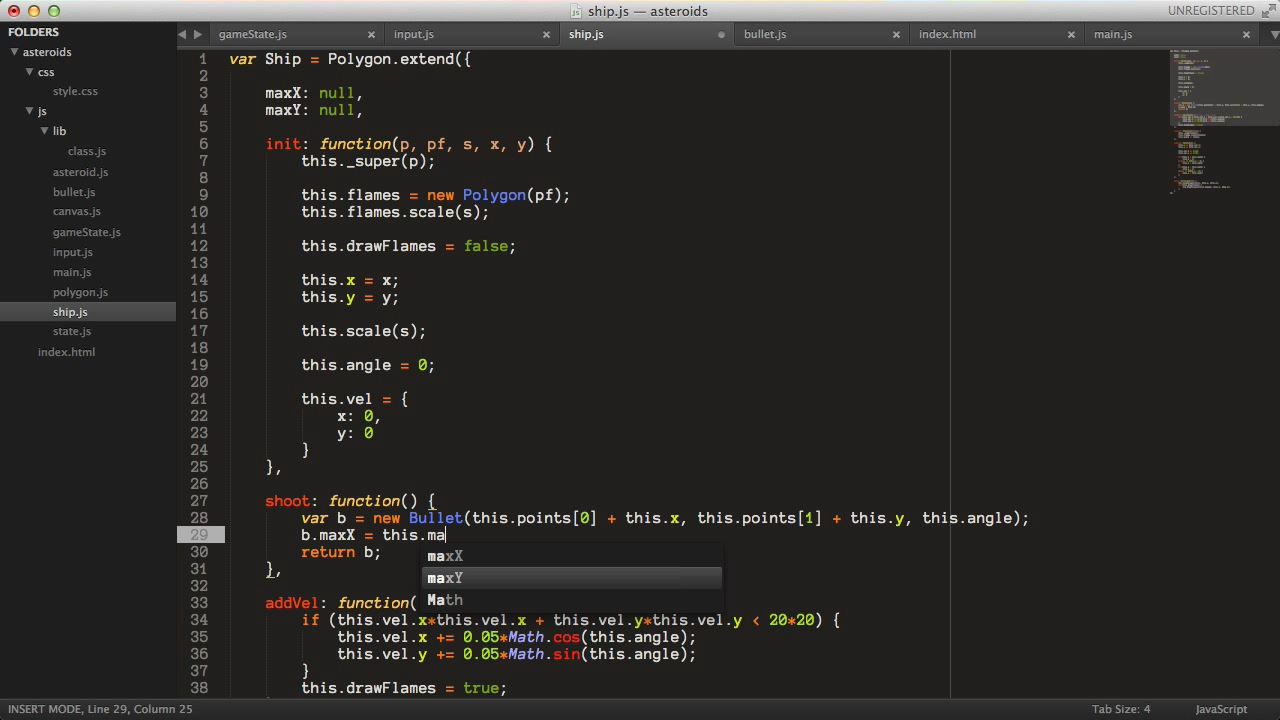 ship.js — asteroids
UNREGISTERED
FOLDERS
asteroids
css
style.css
js
lib
class.js
asteroid.js
bullet.js
canvas.js
gameState.js
input.js
main.js
polygon.js
ship.js
state.js
index.html
gameState.js × input.js × ship.js bullet.js × index.html × main.js ×
1 var Ship = Polygon.extend({
2
3 maxX: null,
4 maxY: null,
5
6 init: function(p, pf, s, x, y) {
7 this._super(p);
8
9 this.flames = new Polygon(pf);
10 this.flames.scale(s);
11
12 this.drawFlames = false;
13
14 this.x = x;
15 this.y = y;
16
17 this.scale(s);
18
19 this.angle = 0;
20
21 this.vel = {
22 x: 0,
23 y: 0
24 }
25 },
26
27 shoot: function() {
28 var b = new Bullet(this.points[0] + this.x, this.points[1] + this.y, this.angle);
29 b.maxX = this.ma
30 return b;
31 },
32
33 addVel: function(
34 if (this.vel.x*this.vel.x + this.vel.y*this.vel.y < 20*20) {
35 this.vel.x += 0.05*Math.cos(this.angle);
36 this.vel.y += 0.05*Math.sin(this.angle);
37 }
38 this.drawFlames = true;
maxX
maxY
Math
INSERT MODE, Line 29, Column 25
Tab Size: 4
JavaScript